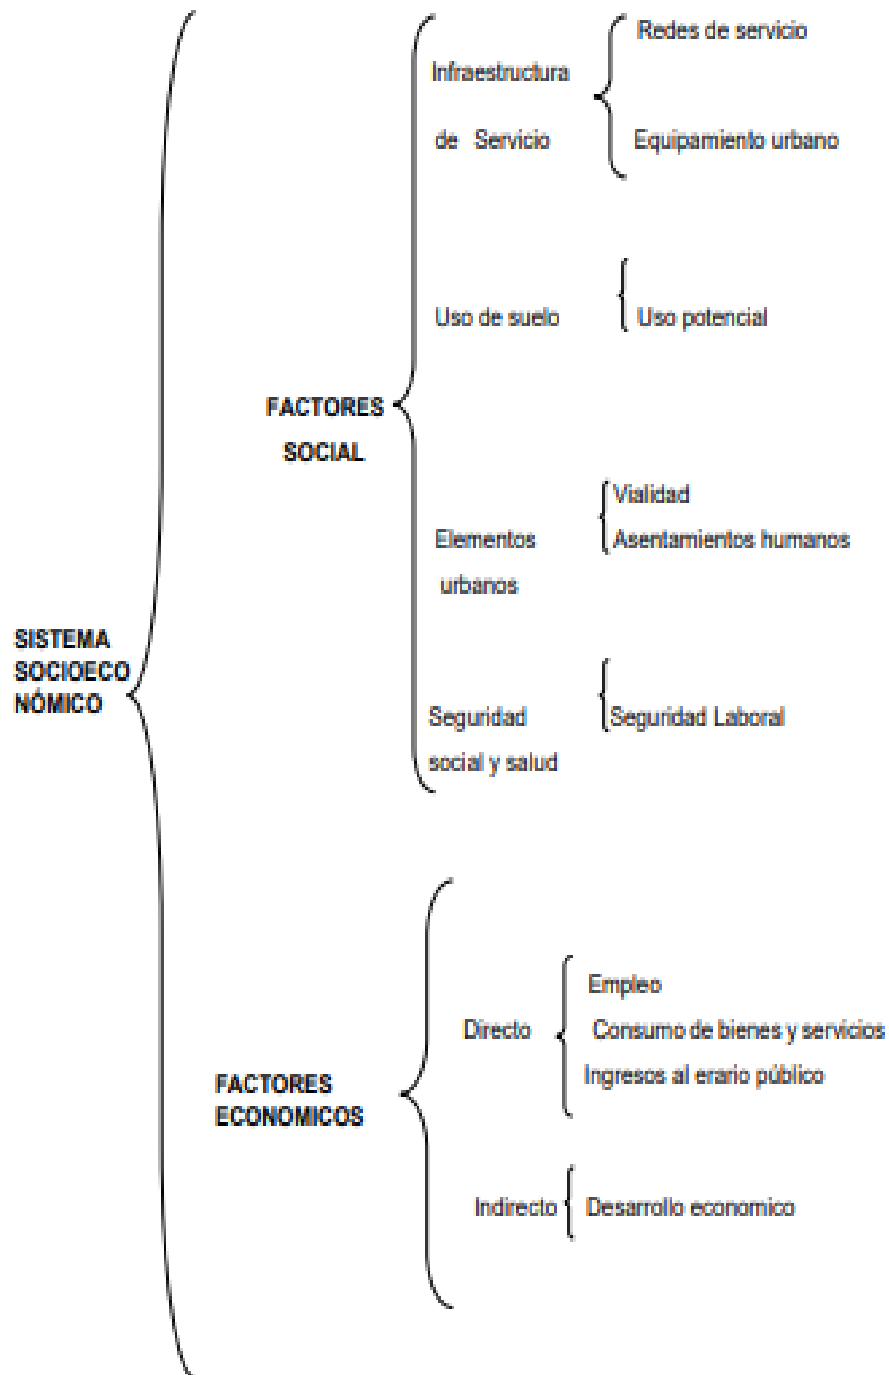 SISTEMA
SOCIOECO
NÓMICO
FACTORES
SOCIAL
Infraestructura
de Servicio
Redes de servicio
Equipamiento urbano
Uso de suelo
Uso potencial
Elementos
urbanos
Vialidad
Asentamientos humanos
Seguridad
social y salud
Seguridad Laboral
FACTORES
ECONOMICOS
Directo
Empleo
Consumo de bienes y servicios
Ingresos al erario público
Indirecto
Desarrollo economico